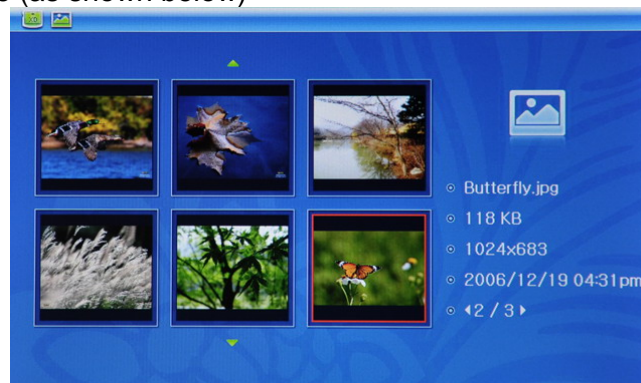 (as shown below)
Butterfly.jpg
118 KB
1024x683
2006/12/19 04:31pm
2 / 3